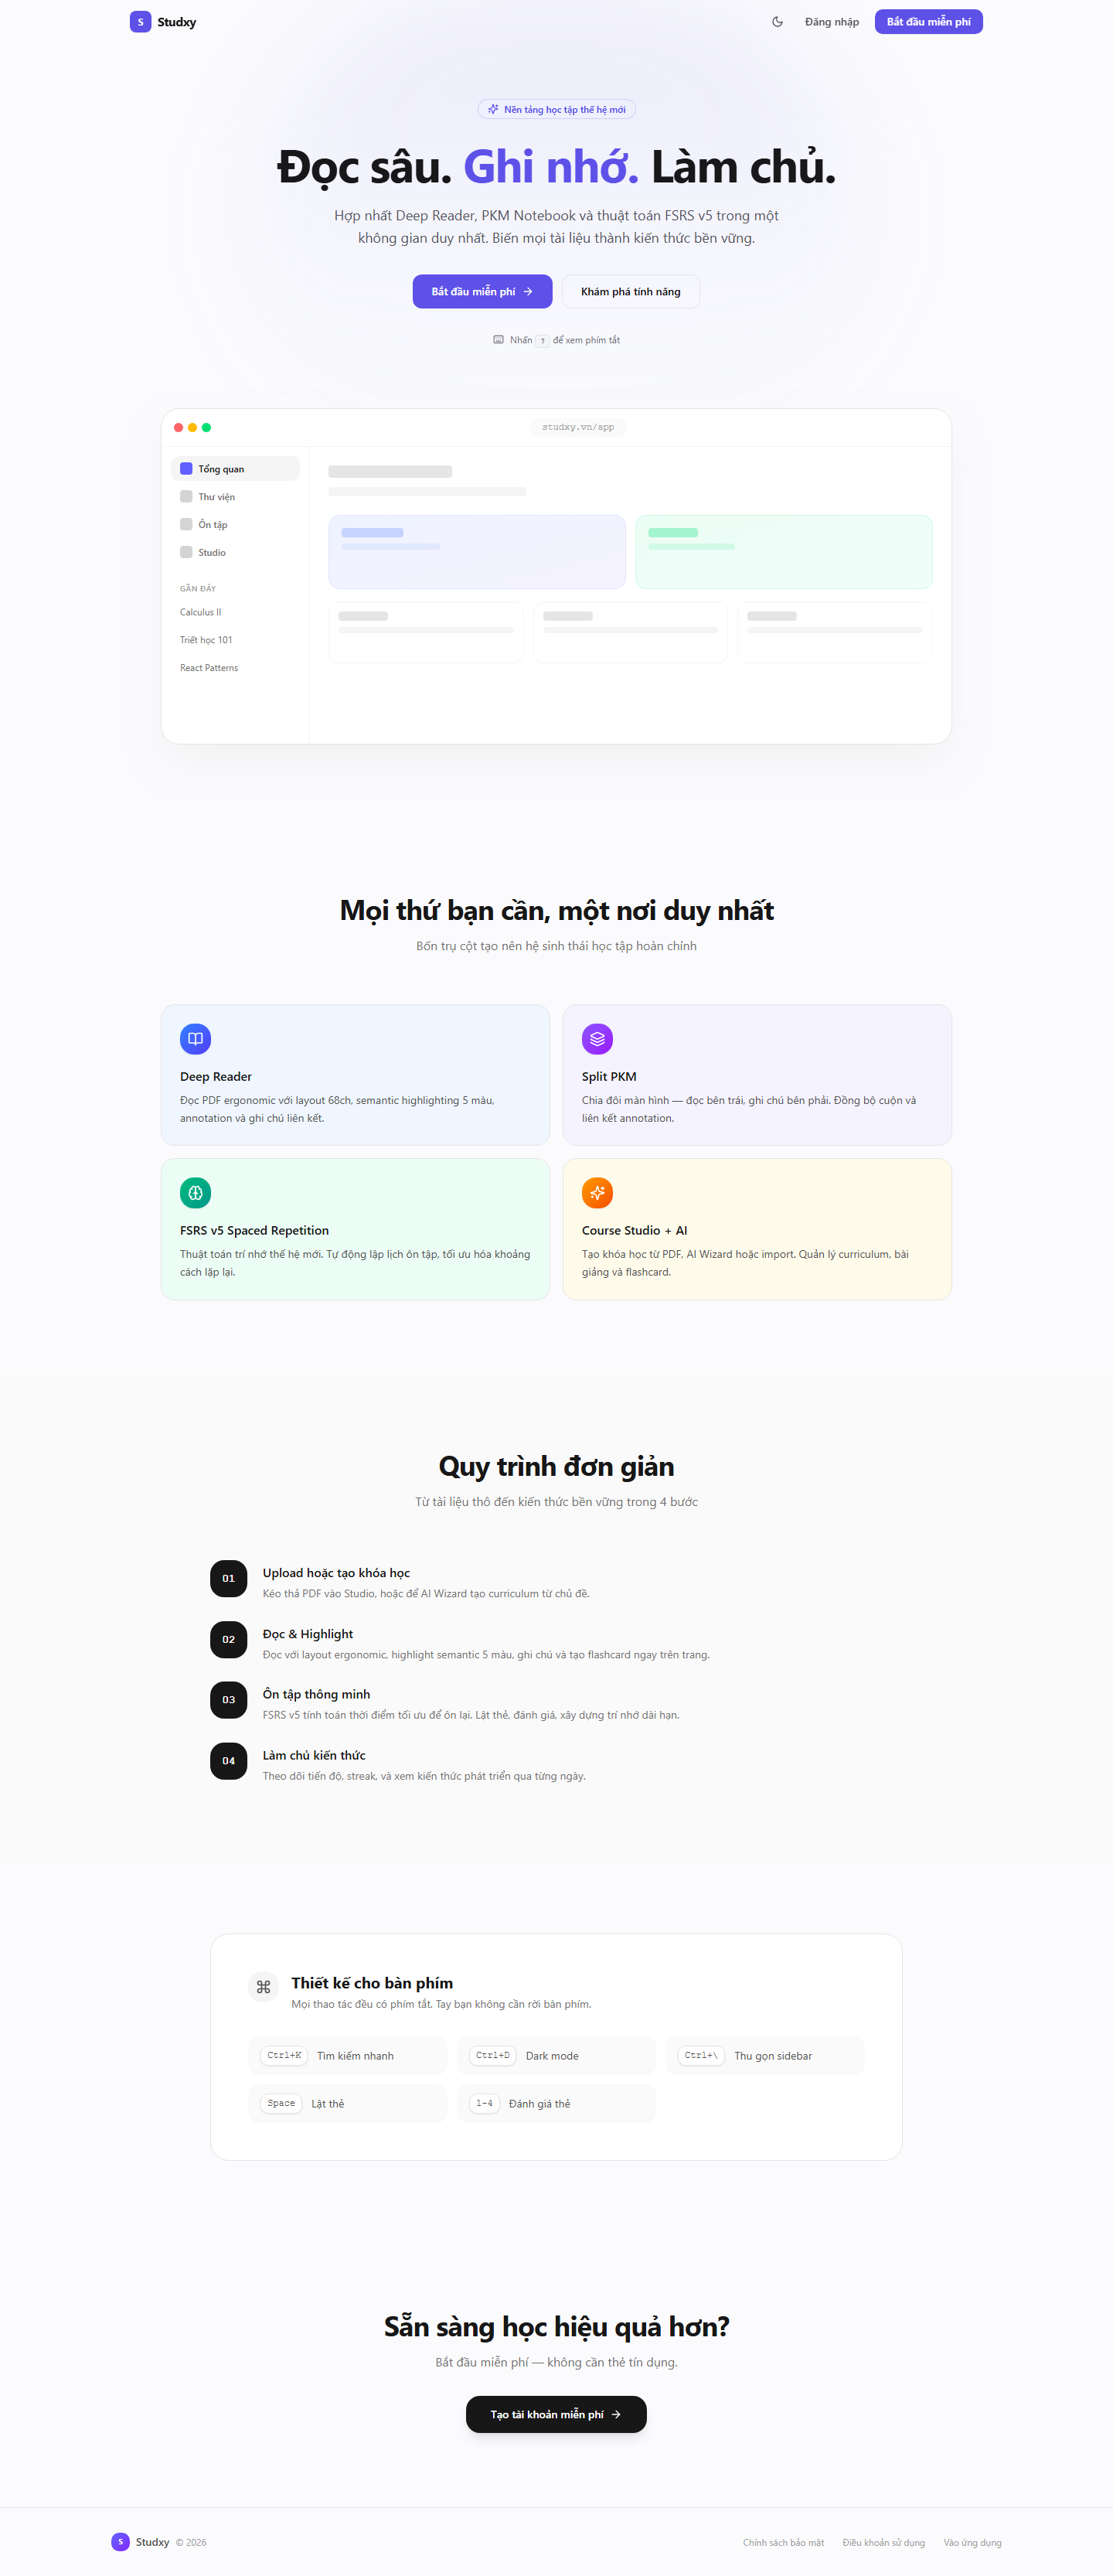 S Studxy
Đăng nhập
Bắt đầu miễn phí
Nền tảng học tập thế hệ mới
Đọc sâu. Ghi nhớ. Làm chủ.
Hợp nhất Deep Reader, PKM Notebook và thuật toán FSRS v5 trong một
không gian duy nhất. Biến mọi tài liệu thành kiến thức bền vững.
Bắt đầu miễn phí →
Khám phá tính năng
Nhấn ? để xem phím tắt
studxy.vn/app
Tổng quan
Thư viện
Ôn tập
Studio
GẦN ĐÂY
Calculus II
Triết học 101
React Patterns
Mọi thứ bạn cần, một nơi duy nhất
Bốn trụ cột tạo nên hệ sinh thái học tập hoàn chỉnh
Deep Reader
Đọc PDF ergonomic với layout 68ch, semantic highlighting 5 màu,
annotation và ghi chú liên kết.
Split PKM
Chia đôi màn hình — đọc bên trái, ghi chú bên phải. Đồng bộ cuộn và
liên kết annotation.
FSRS v5 Spaced Repetition
Thuật toán trí nhớ thế hệ mới. Tự động lập lịch ôn tập, tối ưu hóa khoảng
cách lặp lại.
Course Studio + AI
Tạo khóa học từ PDF, AI Wizard hoặc import. Quản lý curriculum, bài
giảng và flashcard.
Quy trình đơn giản
Từ tài liệu thô đến kiến thức bền vững trong 4 bước
01
Upload hoặc tạo khóa học
Kéo thả PDF vào Studio, hoặc để AI Wizard tạo curriculum từ chủ đề.
02
Đọc & Highlight
Đọc với layout ergonomic, highlight semantic 5 màu, ghi chú và tạo flashcard ngay trên trang.
03
Ôn tập thông minh
FSRS v5 tính toán thời điểm tối ưu để ôn lại. Lật thẻ, đánh giá, xây dựng trí nhớ dài hạn.
04
Làm chủ kiến thức
Theo dõi tiến độ, streak, và xem kiến thức phát triển qua từng ngày.
Thiết kế cho bàn phím
Mọi thao tác đều có phím tắt. Tay bạn không cần rời bàn phím.
Ctrl+K Tìm kiếm nhanh
Ctrl+D Dark mode
Ctrl+\ Thu gọn sidebar
Space Lật thẻ
1-4 Đánh giá thẻ
Sẵn sàng học hiệu quả hơn?
Bắt đầu miễn phí — không cần thẻ tín dụng.
Tạo tài khoản miễn phí →
S Studxy © 2026
Chính sách bảo mật
Điều khoản sử dụng
Vào ứng dụng